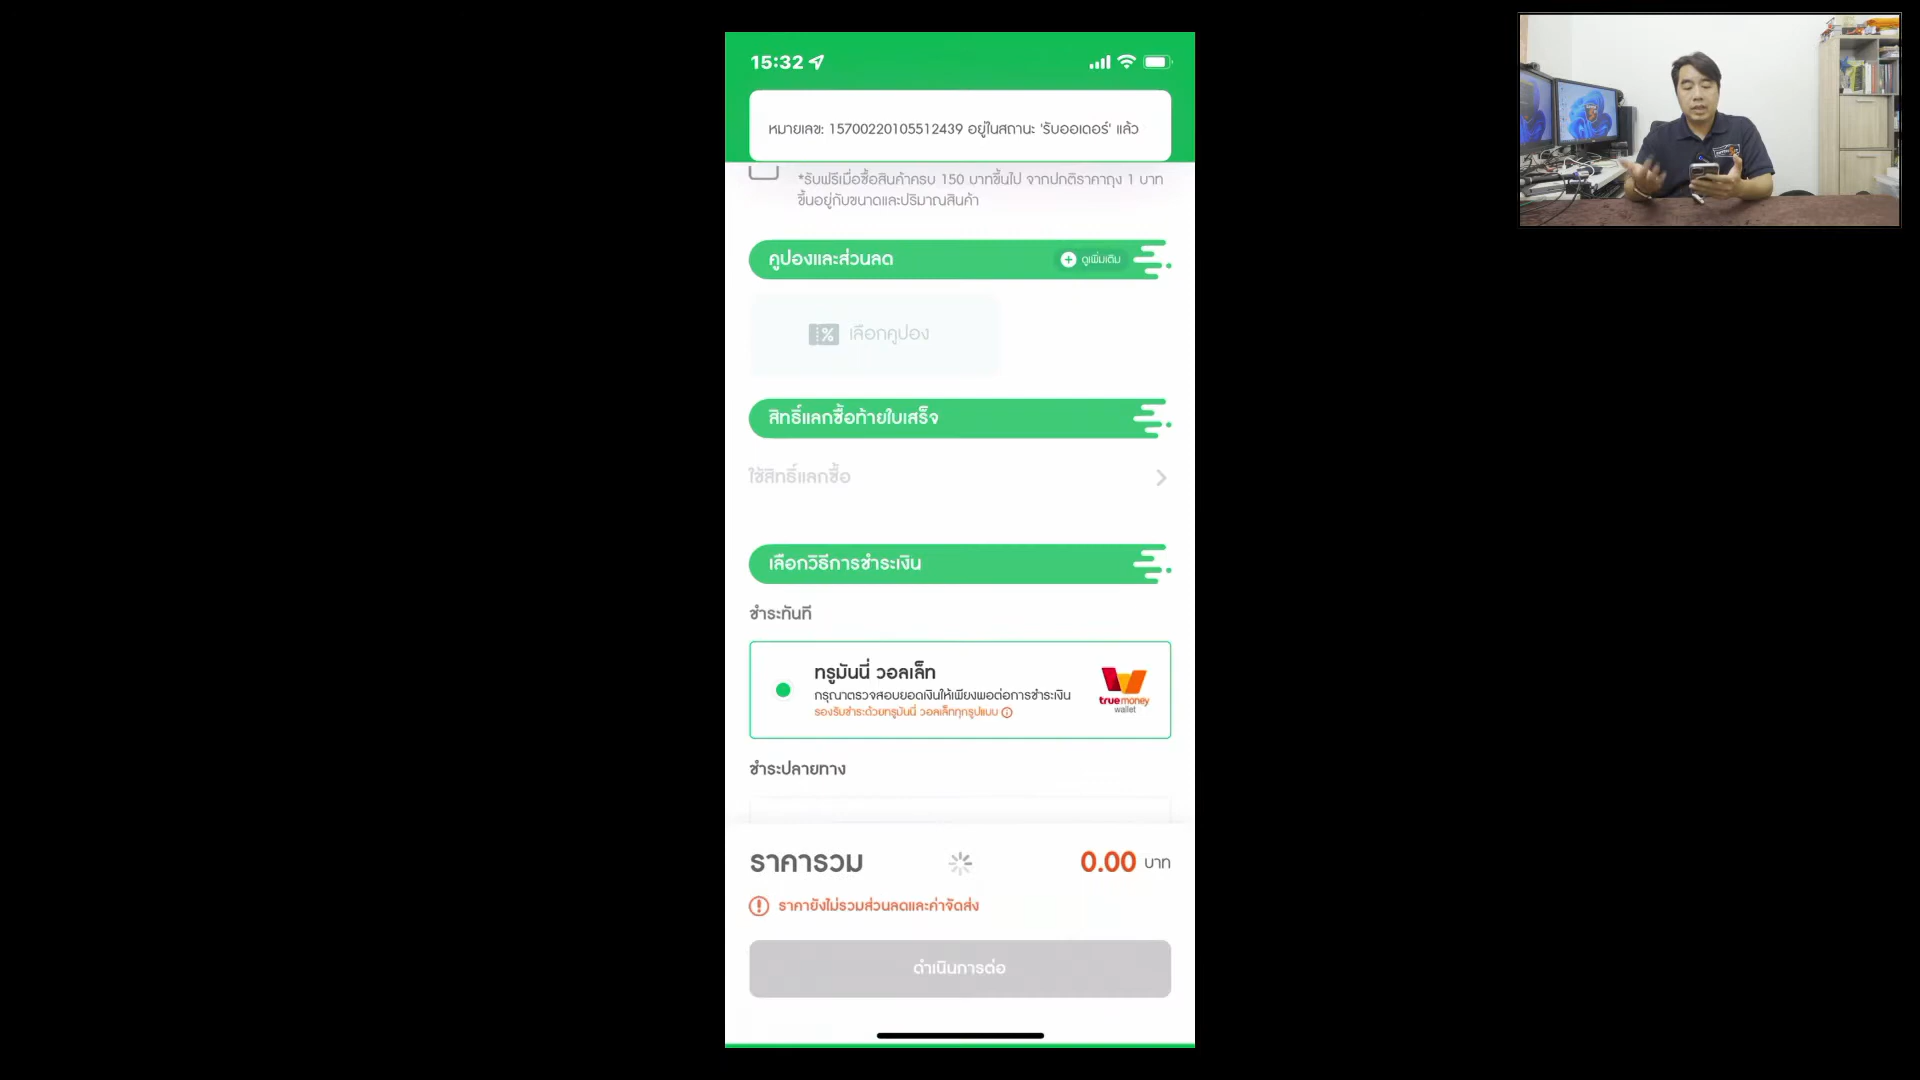 15:32
หมายเลข: 15700220105512439 อยู่ในสถานะ 'รับออเดอร์' แล้ว
*รับฟรีเมื่อซื้อสินค้าครบ 150 บาทขึ้นไป จากปกติราคาถุง 1 บาท
ขึ้นอยู่กับขนาดและปริมาณสินค้า
คูปองและส่วนลด
ดูเพิ่มเติม
เลือกคูปอง
สิทธิ์แลกซื้อท้ายใบเสร็จ
ใช้สิทธิ์แลกซื้อ
เลือกวิธีการชำระเงิน
ชำระทันที
ทรูมันนี่ วอลเล็ท
กรุณาตรวจสอบยอดเงินให้เพียงพอต่อการชำระเงิน
รองรับชำระด้วยทรูมันนี่ วอลเล็ททุกรูปแบบ
truemoney
wallet
ชำระปลายทาง
ราคารวม 0.00 บาท
ราคายังไม่รวมส่วนลดและค่าจัดส่ง
ดำเนินการต่อ